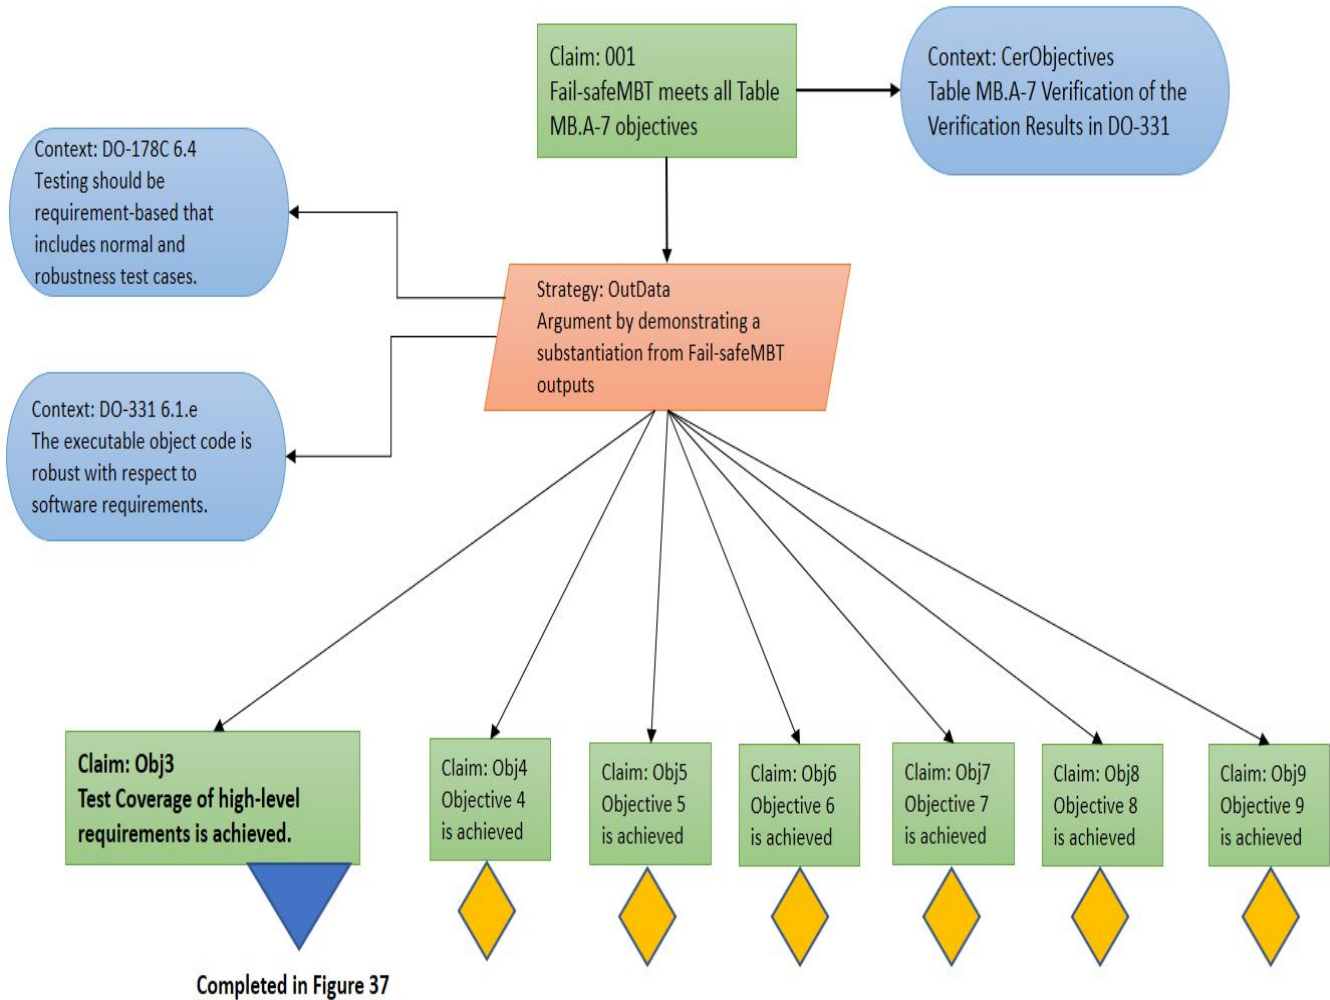 Claim: 001
Fail-safeMBT meets all Table
MB.A-7 objectives
Context: CerObjectives
Table MB.A-7 Verification of the
Verification Results in DO-331
Context: DO-178C 6.4
Testing should be
requirement-based that
includes normal and
robustness test cases.
Strategy: OutData
Argument by demonstrating a
substantiation from Fail-safeMBT
outputs
Context: DO-331 6.1.e
The executable object code is
robust with respect to
software requirements.
Claim: Obj3
Test Coverage of high-level
requirements is achieved.
Claim: Obj4
Objective 4
is achieved
Claim: Obj5
Objective 5
is achieved
Claim: Obj6
Objective 6
is achieved
Claim: Obj7
Objective 7
is achieved
Claim: Obj8
Objective 8
is achieved
Claim: Obj9
Objective 9
is achieved
Completed in Figure 37